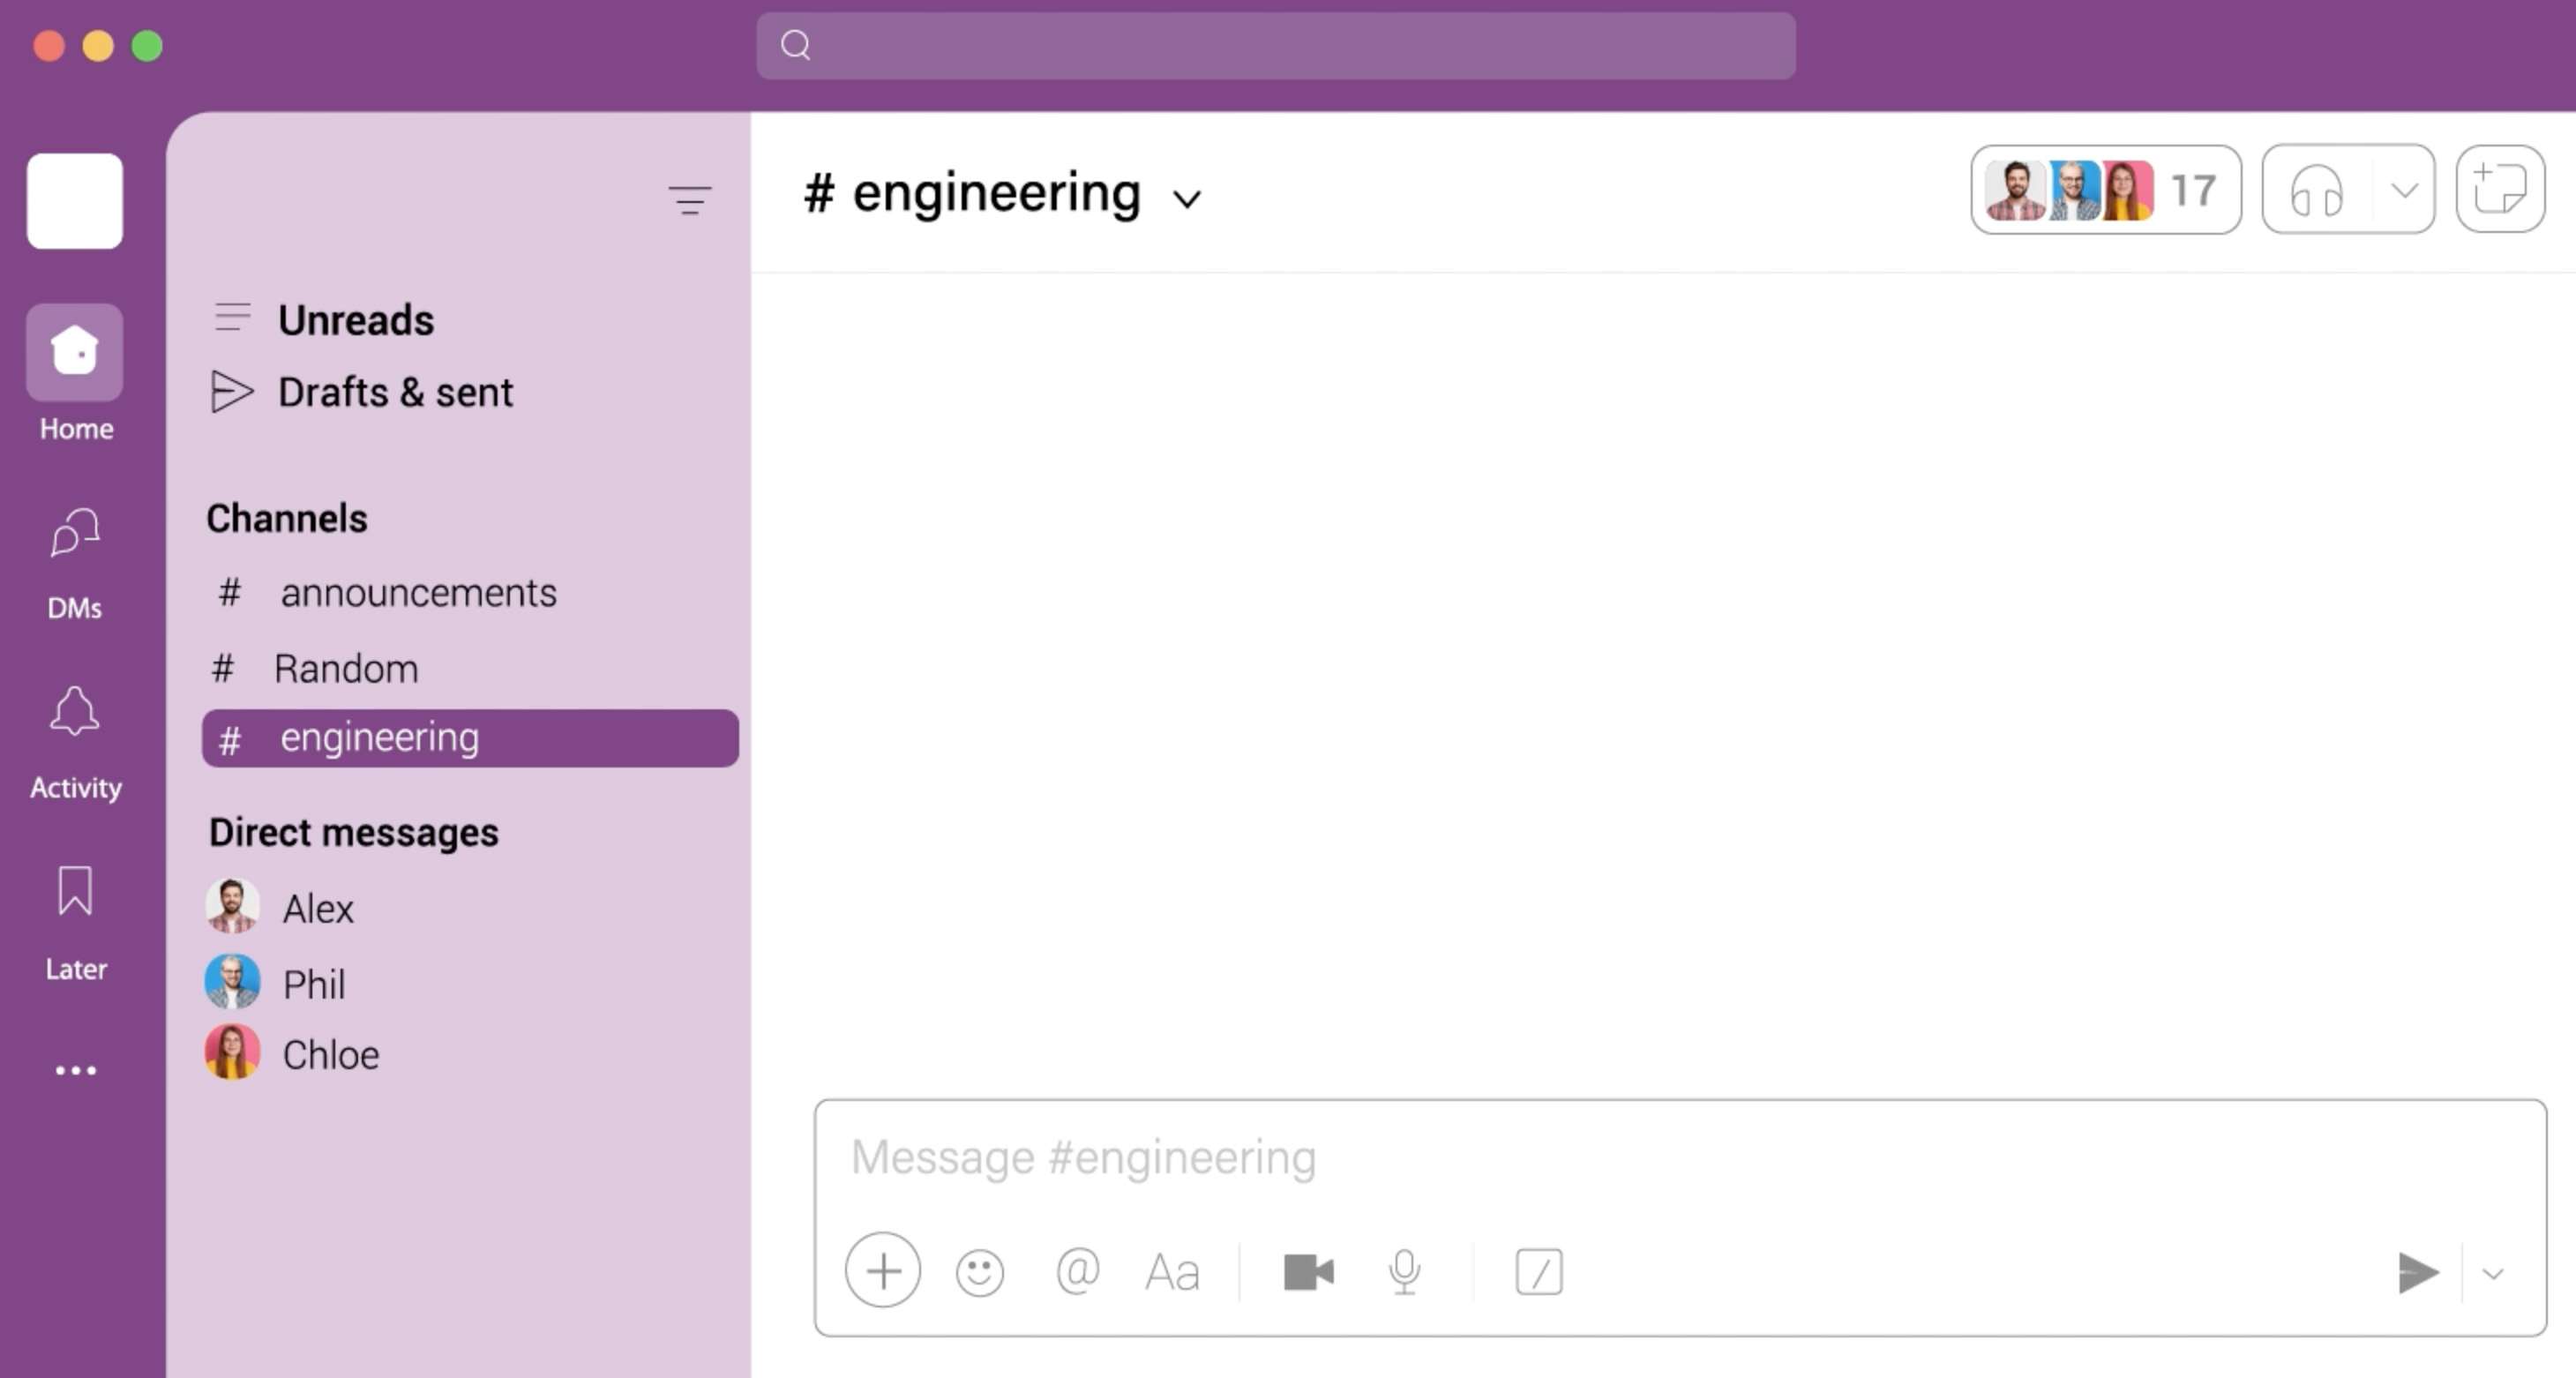 # engineering
17
Home
DMs
Activity
Later
Unreads
Drafts & sent
Channels
# announcements
# Random
# engineering
Direct messages
Alex
Phil
Chloe
Message #engineering
@ Aa